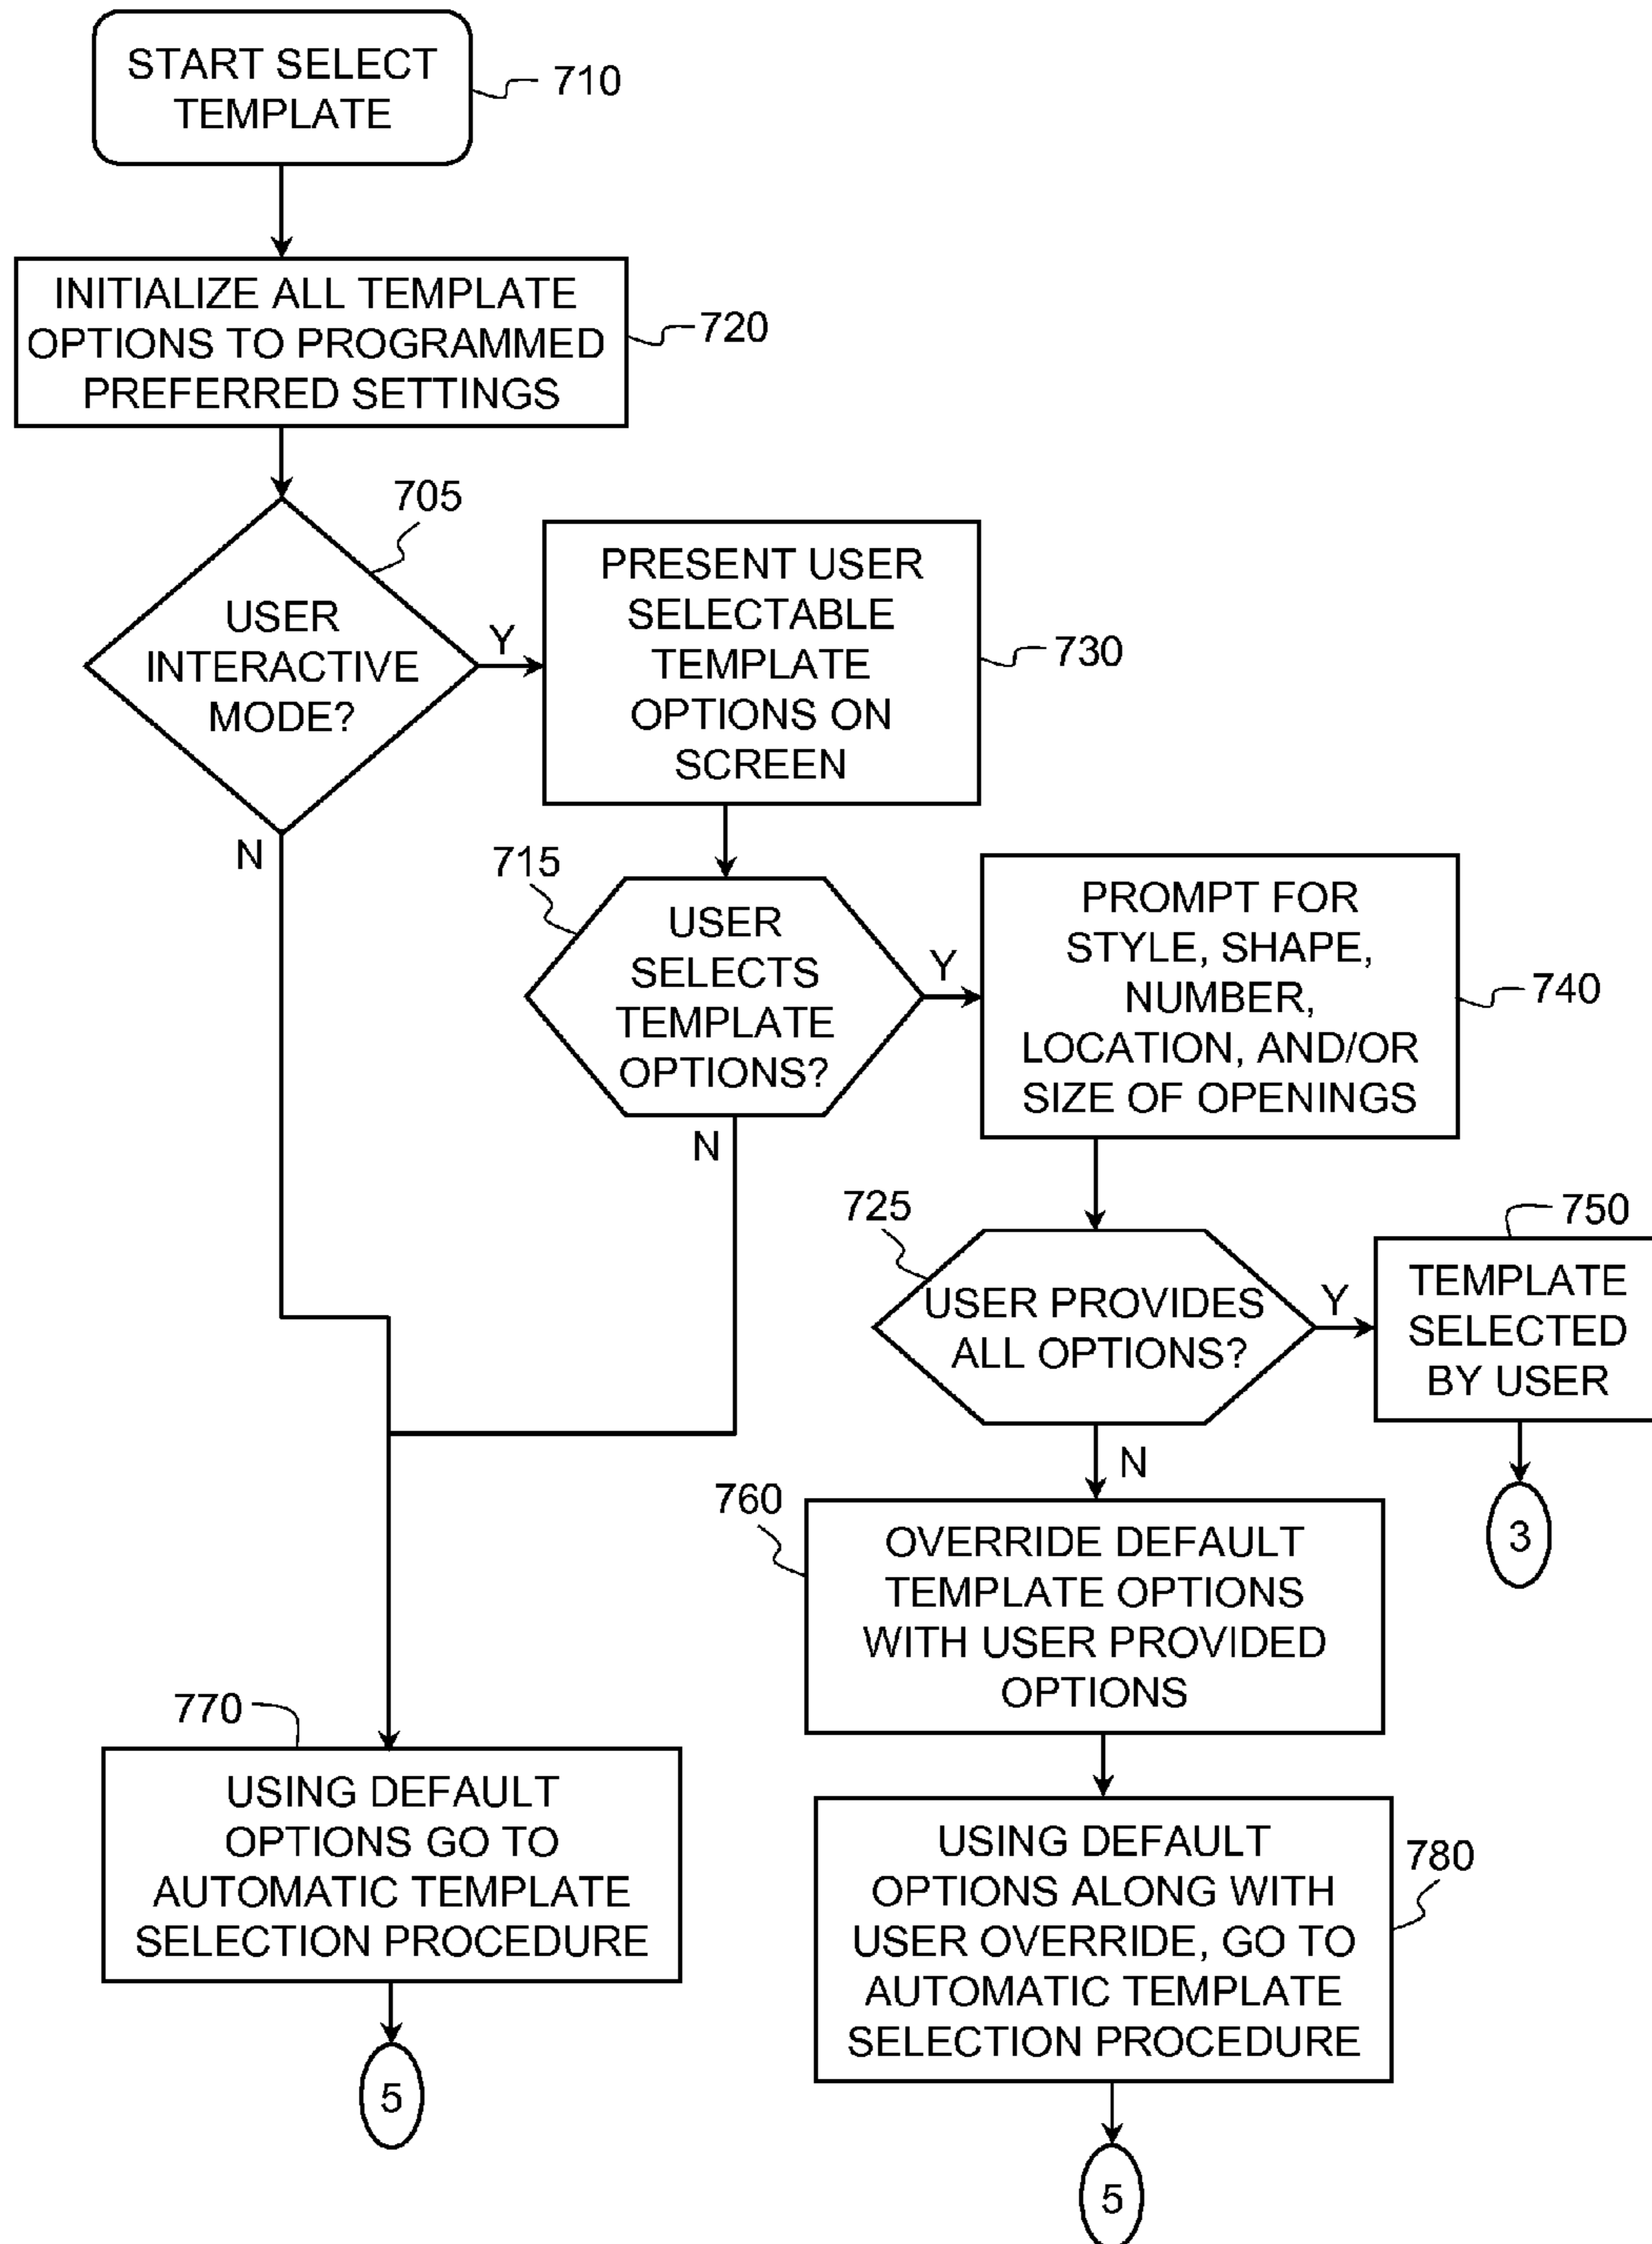 START SELECT
TEMPLATE
710
INITIALIZE ALL TEMPLATE
OPTIONS TO PROGRAMMED
PREFERRED SETTINGS
720
705
USER
INTERACTIVE
MODE?
Y
N
PRESENT USER
SELECTABLE
TEMPLATE
OPTIONS ON
SCREEN
730
715
USER
SELECTS
TEMPLATE
OPTIONS?
Y
N
PROMPT FOR
STYLE, SHAPE,
NUMBER,
LOCATION, AND/OR
SIZE OF OPENINGS
740
725
USER PROVIDES
ALL OPTIONS?
Y
N
750
TEMPLATE
SELECTED
BY USER
3
760
OVERRIDE DEFAULT
TEMPLATE OPTIONS
WITH USER PROVIDED
OPTIONS
770
USING DEFAULT
OPTIONS GO TO
AUTOMATIC TEMPLATE
SELECTION PROCEDURE
5
USING DEFAULT
OPTIONS ALONG WITH
USER OVERRIDE, GO TO
AUTOMATIC TEMPLATE
SELECTION PROCEDURE
780
5